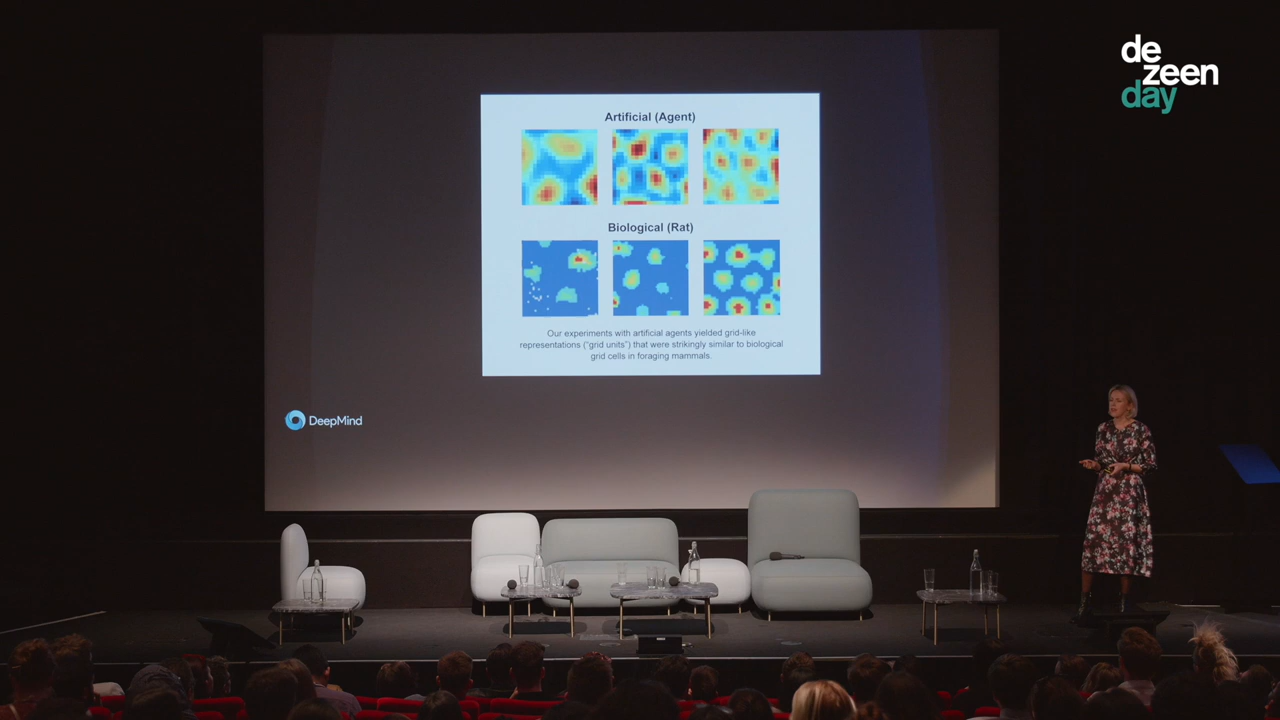 de
zeen
day
Artificial (Agent)
Biological (Rat)
Our experiments with artificial agents yielded grid-like
representations (“grid units”) that were strikingly similar to biological
grid cells in foraging mammals.
DeepMind